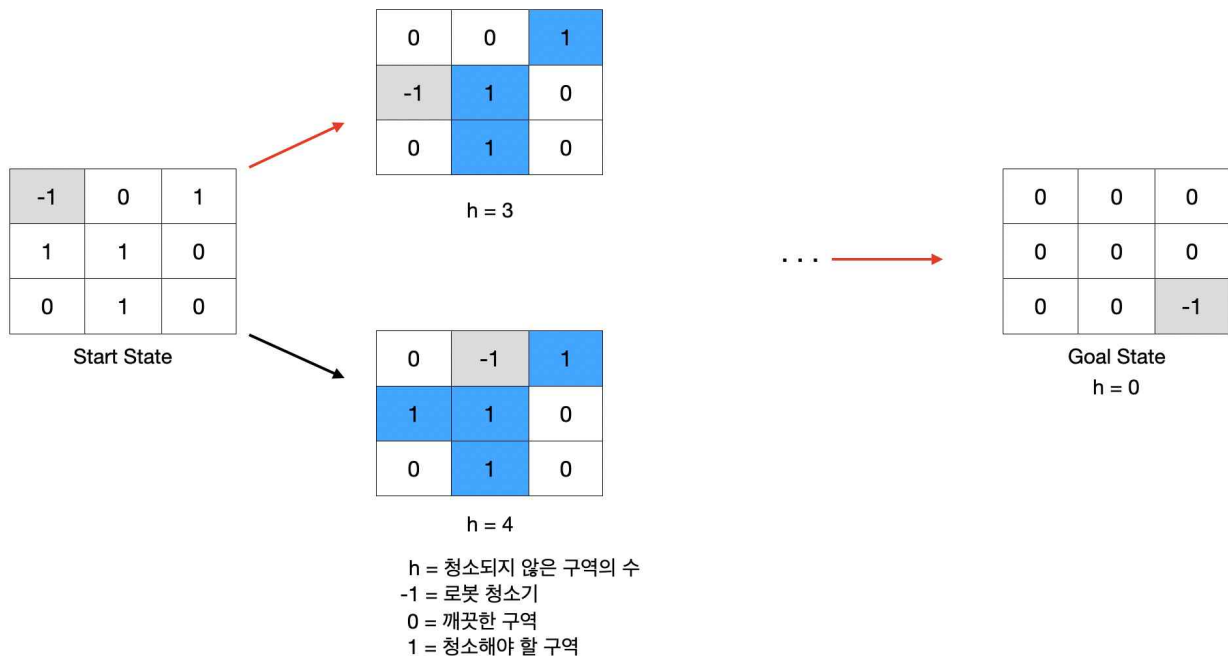 -1 0 1
1 1 0
0 1 0
Start State
0 0 1
-1 1 0
0 1 0
h = 3
0 -1 1
1 1 0
0 1 0
h = 4
h = 청소되지 않은 구역의 수
-1 = 로봇 청소기
0 = 깨끗한 구역
1 = 청소해야 할 구역
. . .
0 0 0
0 0 0
0 0 -1
Goal State
h = 0